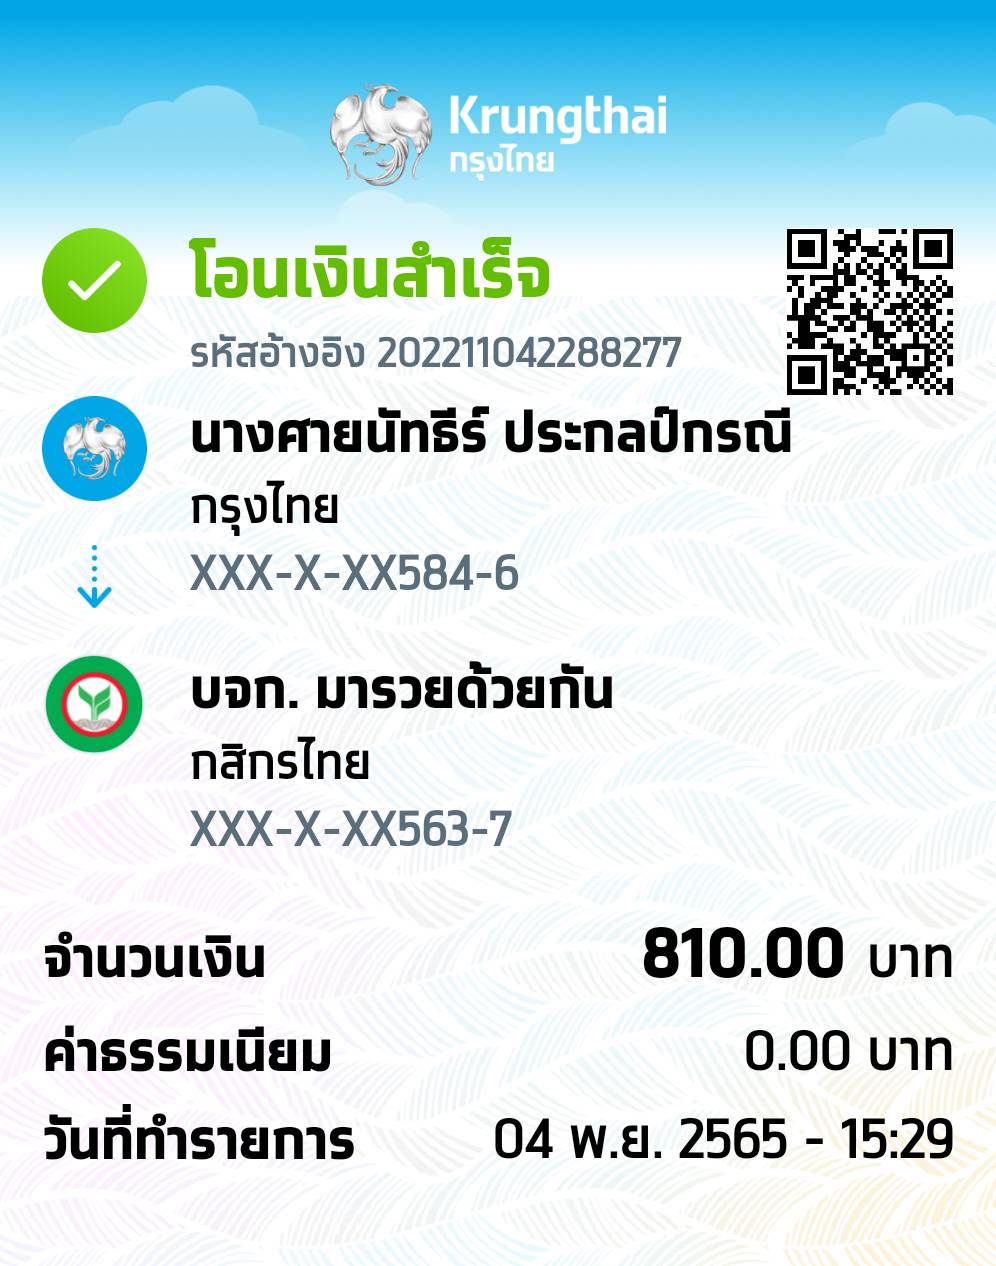 Krungthai
กรุงไทย
โอนเงินสำเร็จ
รหัสอ้างอิง 202211042288277
นางศายนัทธีร์ ประกลป์กรณี
กรุงไทย
XXX-X-XX584-6
บจก. มารวยด้วยกัน
กสิกรไทย
XXX-X-XX563-7
จำนวนเงิน 810.00 บาท
ค่าธรรมเนียม 0.00 บาท
วันที่ทำรายการ 04 พ.ย. 2565 - 15:29